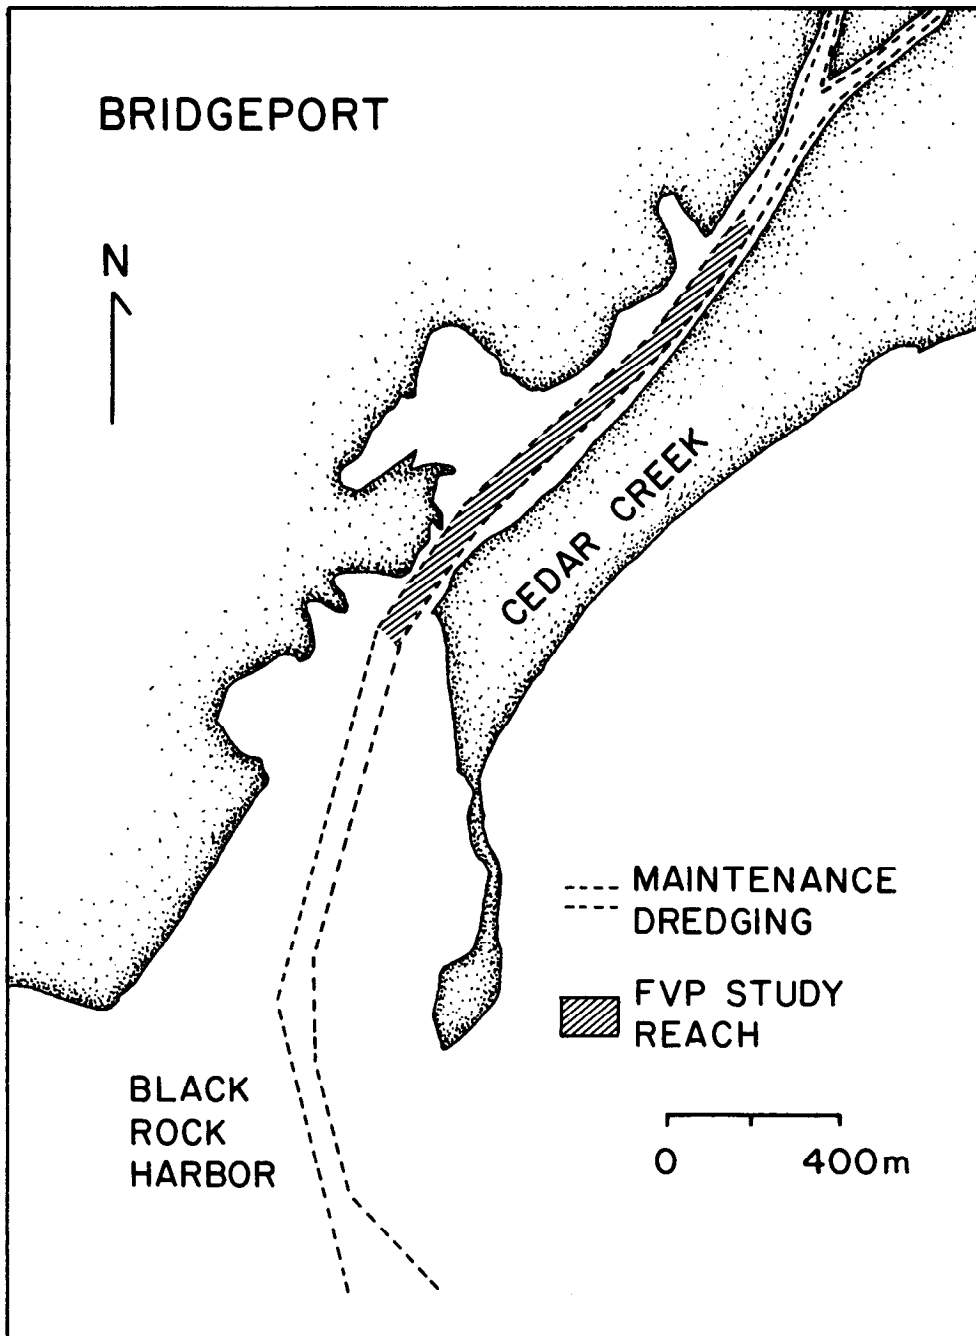 BRIDGEPORT
N
CEDAR CREEK
MAINTENANCE
DREDGING
FVP STUDY
REACH
BLACK
ROCK
HARBOR
0 400m